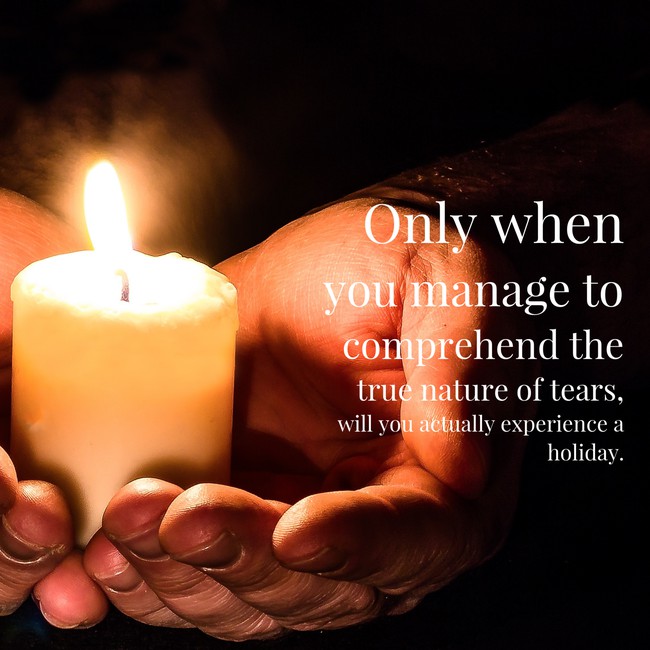 Only when
you manage to
comprehend the
true nature of tears,
will you actually experience a
holiday.